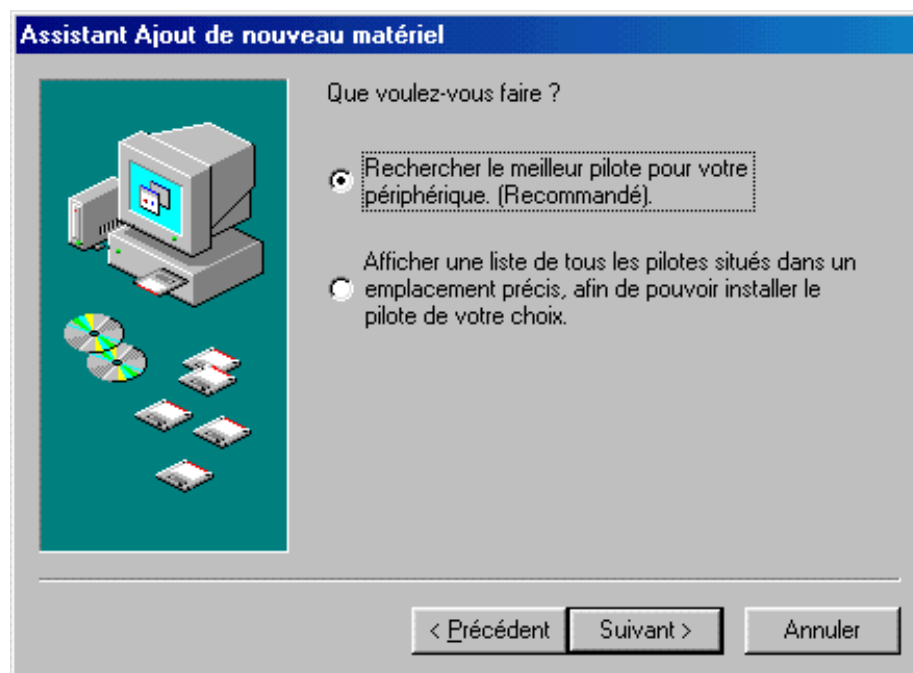 Assistant Ajout de nouveau matériel
Que voulez-vous faire ?
Rechercher le meilleur pilote pour votre
périphérique. (Recommandé).
Afficher une liste de tous les pilotes situés dans un
emplacement précis, afin de pouvoir installer le
pilote de votre choix.
< Précédent
Suivant >
Annuler